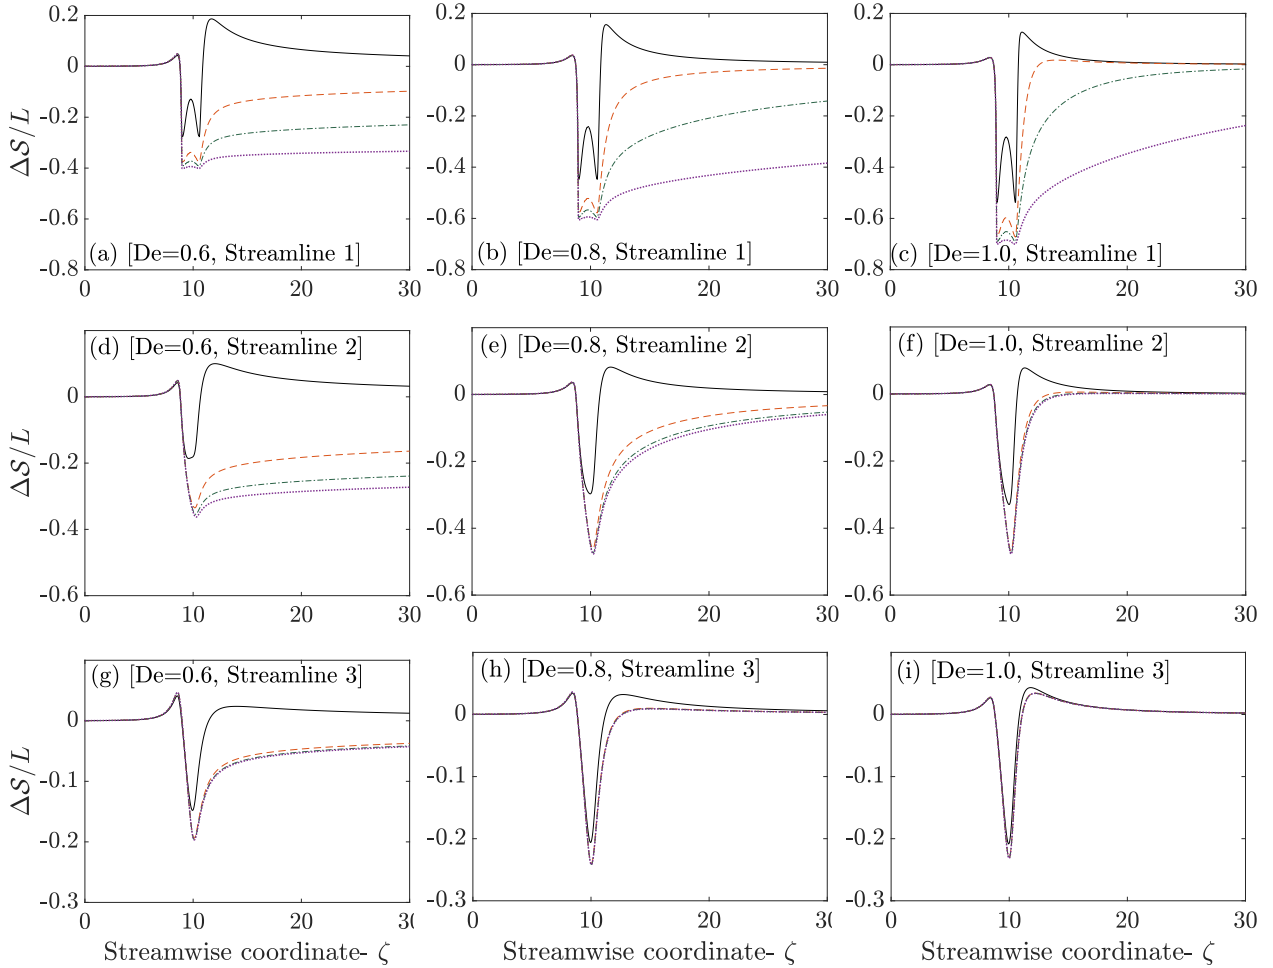 0.2
0
-0.2
-0.4
-0.6
-0.8
ΔS/L
(a) [De=0.6, Streamline 1]
0 10 20 30
0.2
0
-0.2
-0.4
-0.6
-0.8
(b) [De=0.8, Streamline 1]
0 10 20 30
0.2
0
-0.2
-0.4
-0.6
-0.8
(c) [De=1.0, Streamline 1]
0 10 20 30
0
-0.2
-0.4
-0.6
ΔS/L
(d) [De=0.6, Streamline 2]
0 10 20 30
0
-0.2
-0.4
-0.6
(e) [De=0.8, Streamline 2]
0 10 20 30
0
-0.2
-0.4
-0.6
(f) [De=1.0, Streamline 2]
0 10 20 30
0
-0.1
-0.2
-0.3
ΔS/L
(g) [De=0.6, Streamline 3]
0 10 20 30
Streamwise coordinate- ζ
0
-0.1
-0.2
-0.3
(h) [De=0.8, Streamline 3]
0 10 20 30
Streamwise coordinate- ζ
0
-0.1
-0.2
-0.3
(i) [De=1.0, Streamline 3]
0 10 20 30
Streamwise coordinate- ζ